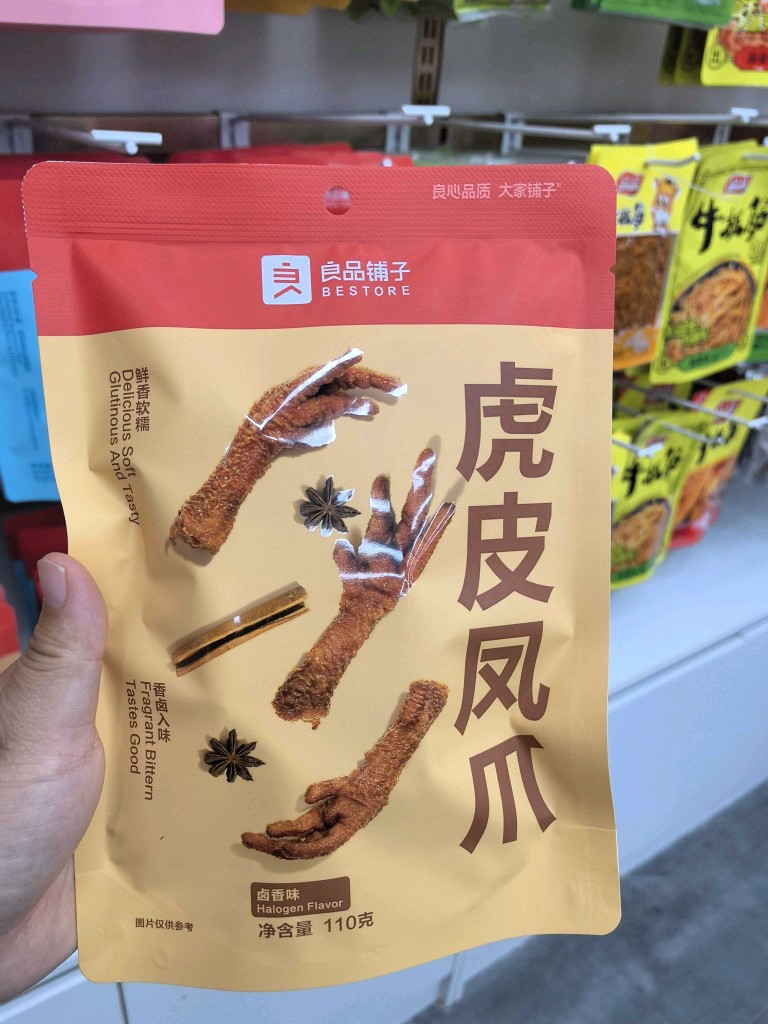 良心品质 大家铺子®
良品铺子
BESTORE
鲜香软糯
Delicious Soft
Glutinous And Tasty
虎皮凤爪
香卤入味
Fragrant Bittern
Tastes Good
卤香味
Halogen Flavor
净含量 110克
图片仅供参考